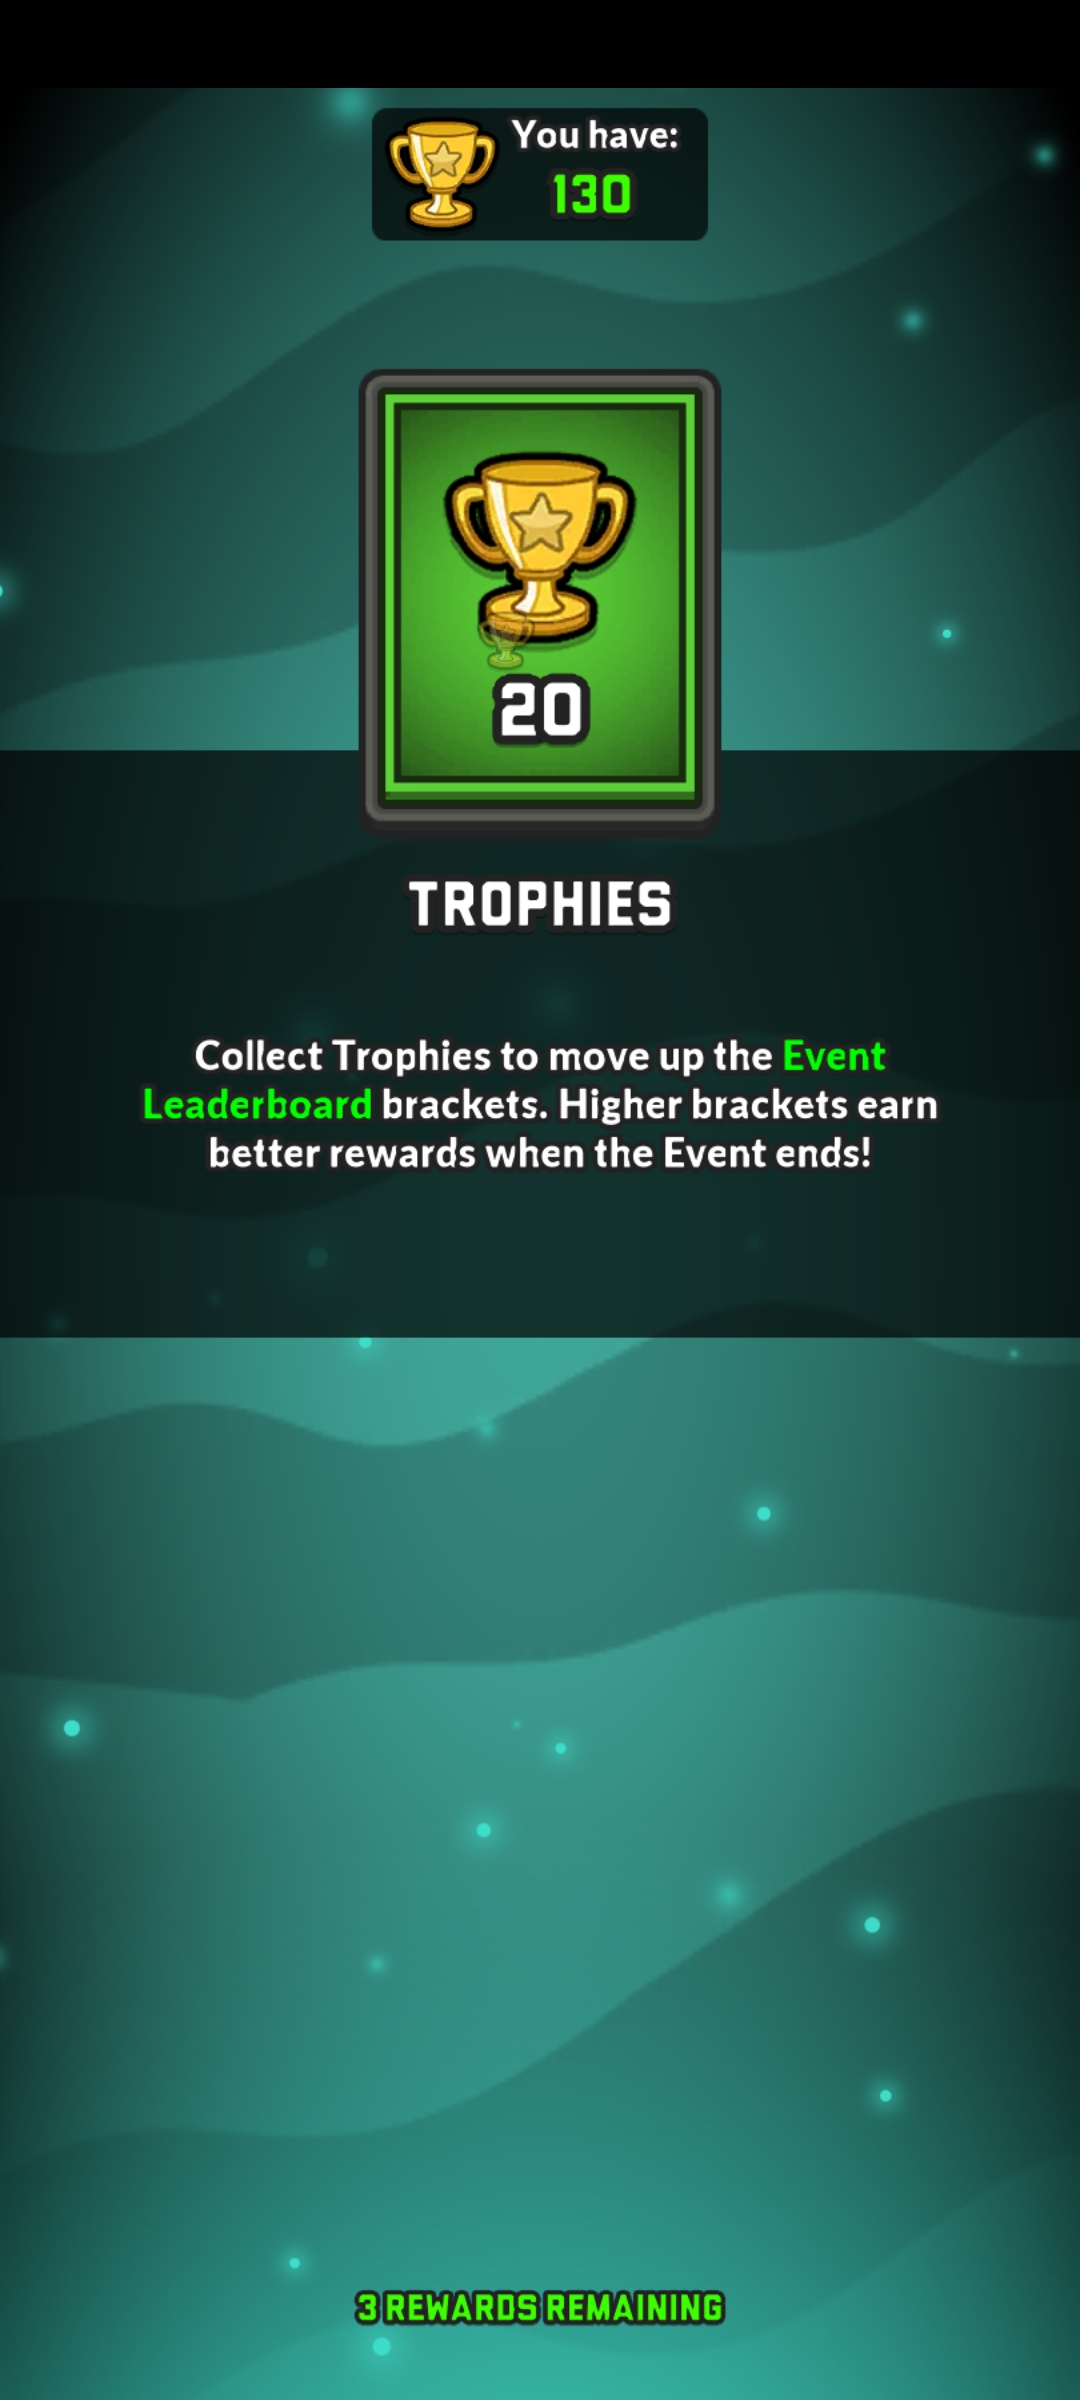 You have:
130
20
TROPHIES
Collect Trophies to move up the Event
Leaderboard brackets. Higher brackets earn
better rewards when the Event ends!
3 REWARDS REMAINING